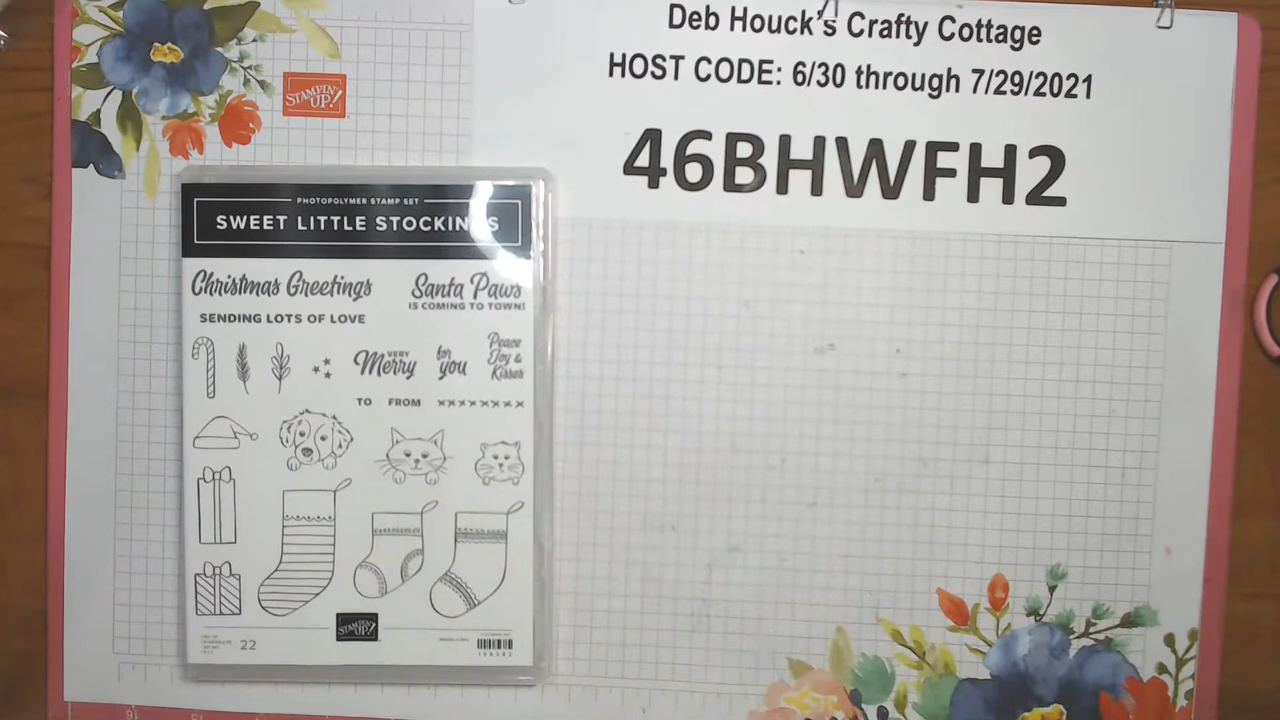 Deb Houck's Crafty Cottage
HOST CODE: 6/30 through 7/29/2021
46BHWFH2
STAMPIN' UP!
PHOTOPOLYMER STAMP SET
SWEET LITTLE STOCKINGS
Christmas Greetings
Santa Paws
IS COMING TO TOWN!
SENDING LOTS OF LOVE
VERY
Merry
for
you
Peace
Joy &
Kisses
TO FROM
STAMPIN' UP!
22